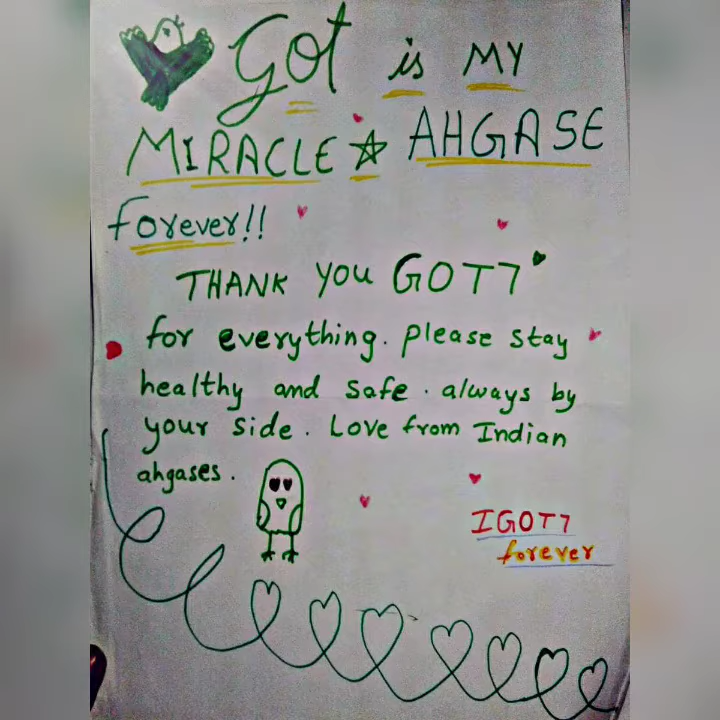 Got is MY
MIRACLE ☆ AHGASE
forever!!
THANK YOU GOT7
for everything. please stay
healthy and safe. always by
your side. Love from Indian
ahgases.
IGOT7
forever